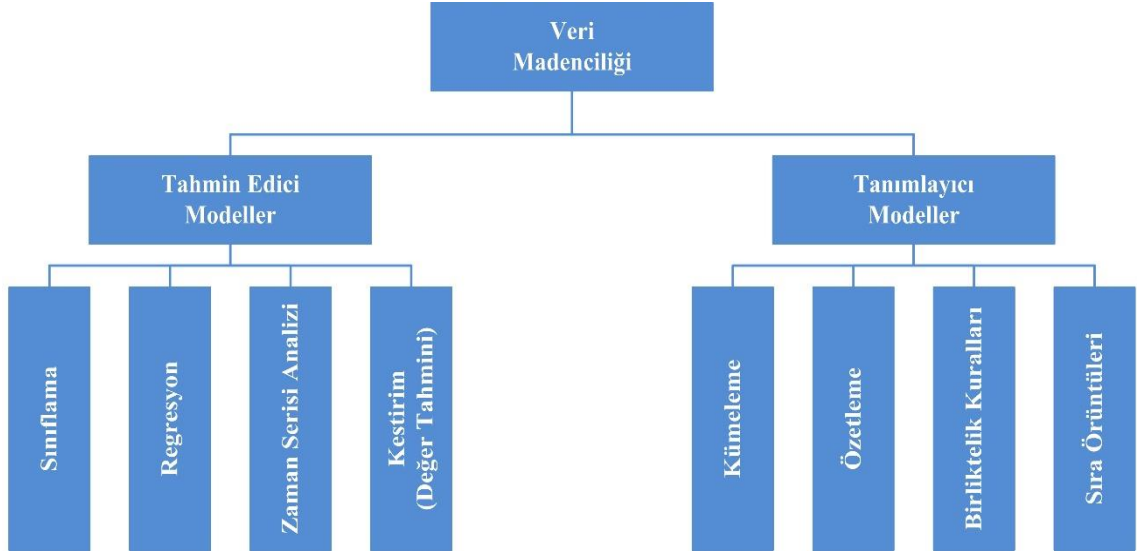 Veri
Madenciliği
Tahmin Edici
Modeller
Tanımlayıcı
Modeller
Sınıflama
Regresyon
Zaman Serisi Analizi
Kestirim
(Değer Tahmini)
Kümeleme
Özetleme
Birliktelik Kuralları
Sıra Örüntüleri